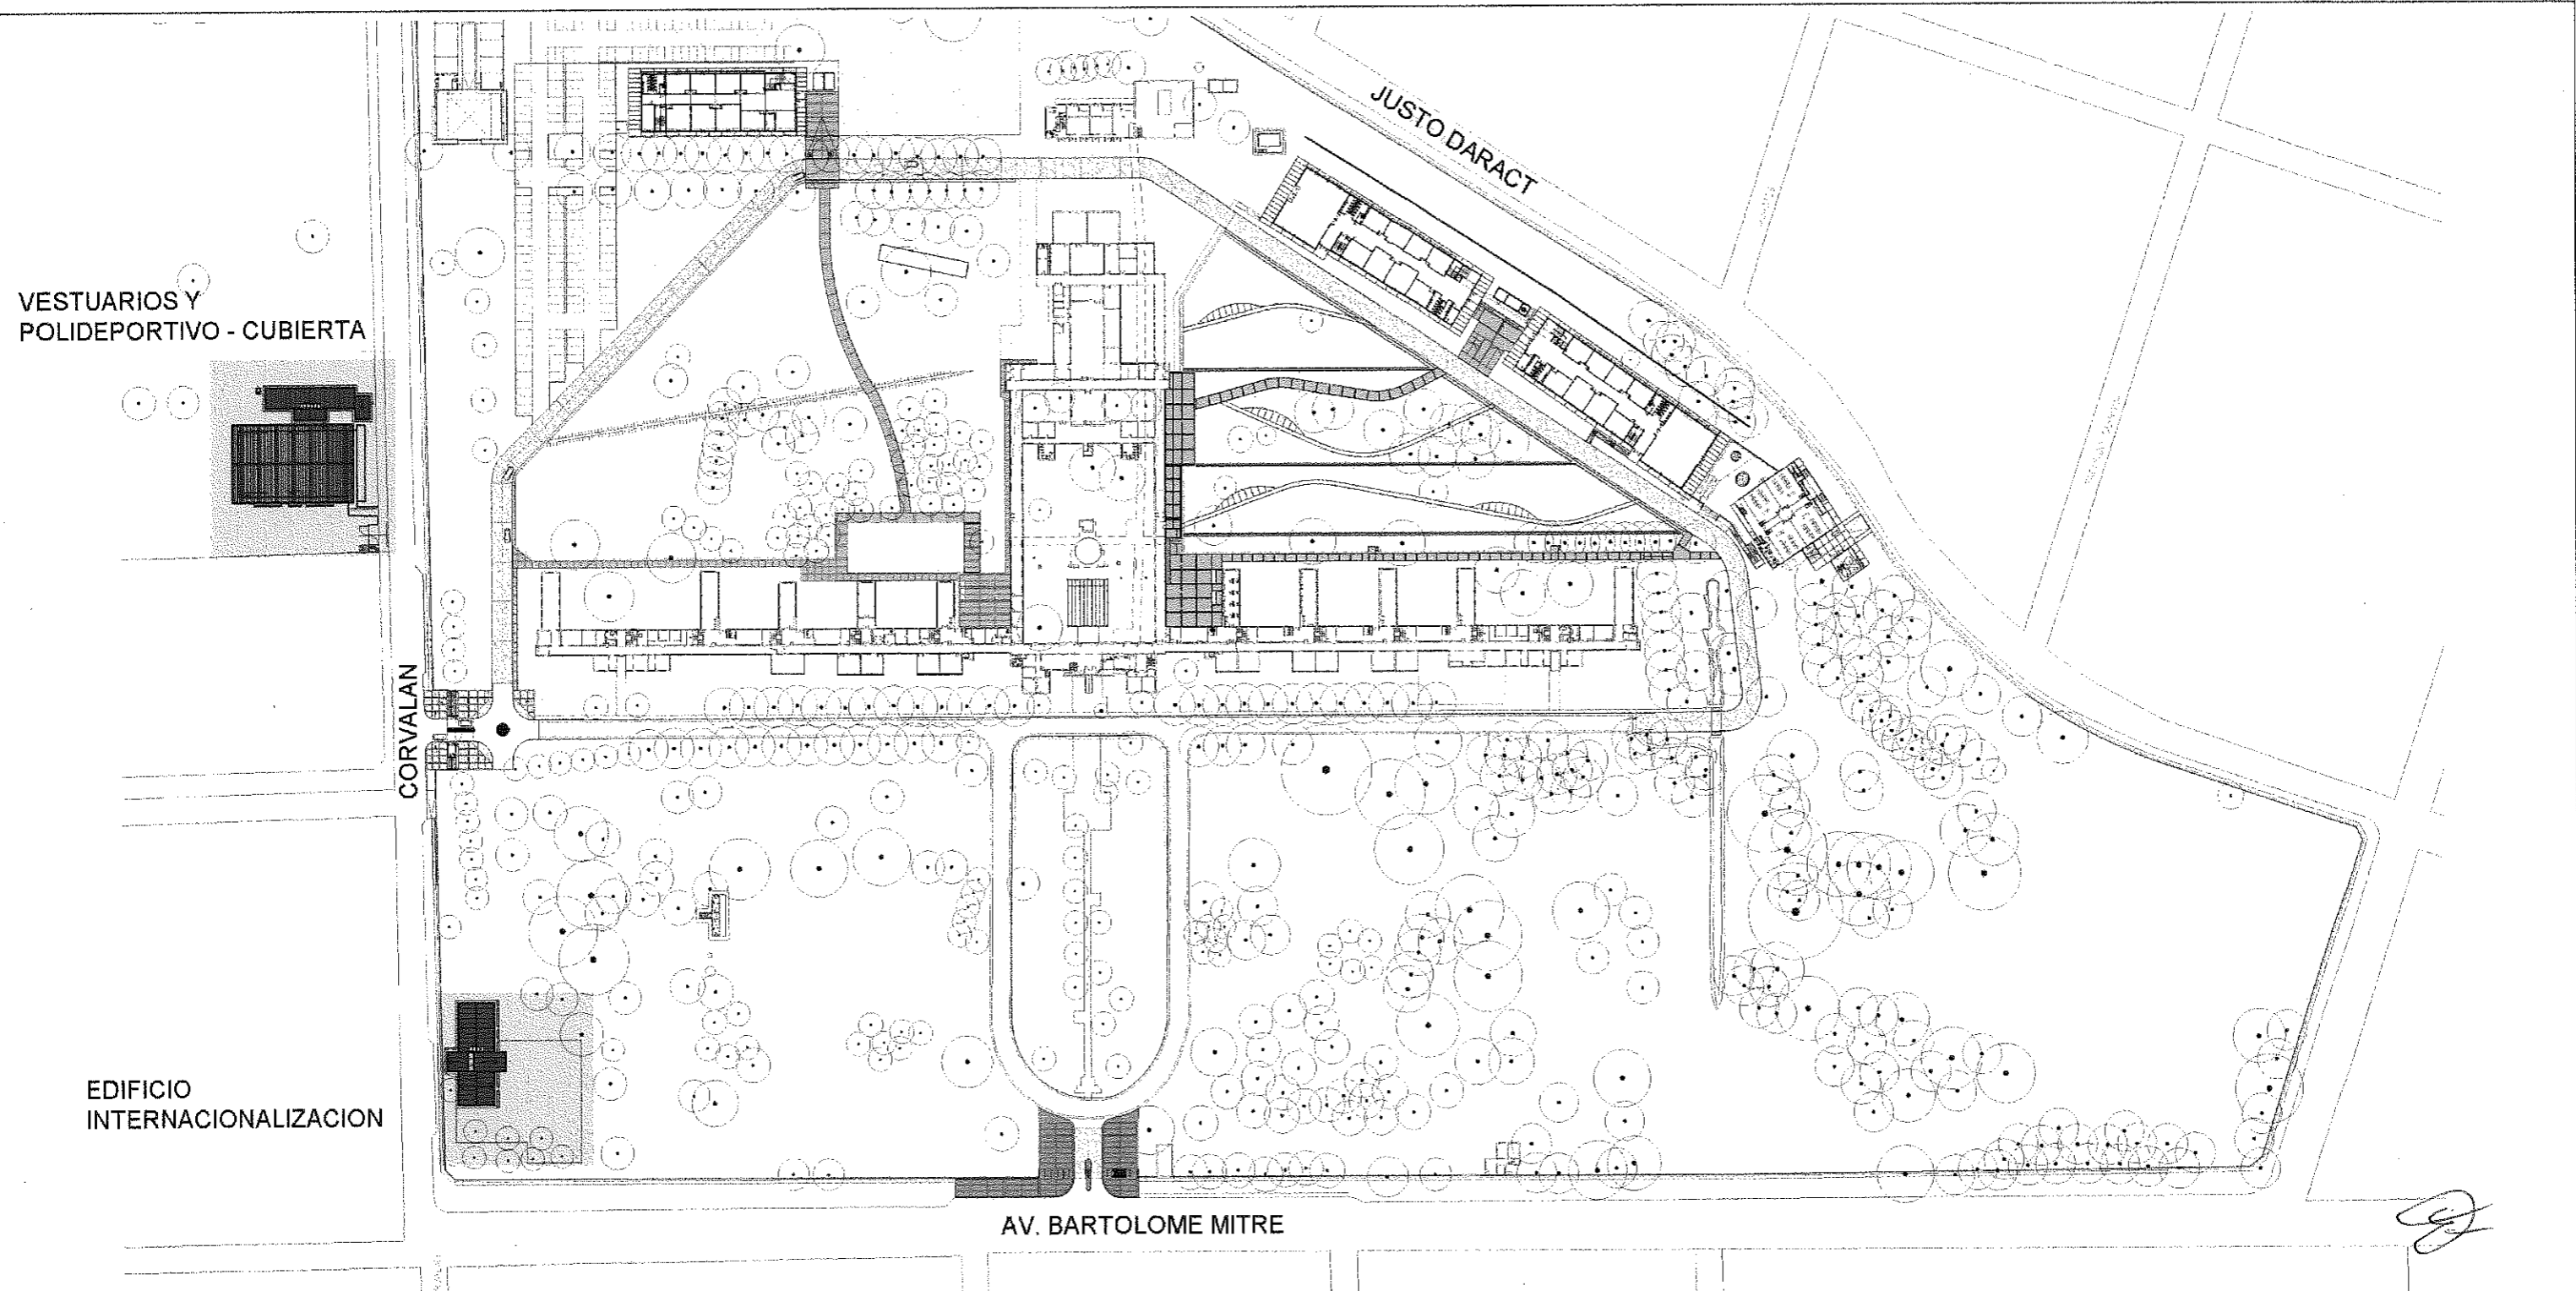 JUSTO DARACT
VESTUARIOS Y
POLIDEPORTIVO - CUBIERTA
CORVALAN
EDIFICIO
INTERNACIONALIZACION
AV. BARTOLOME MITRE